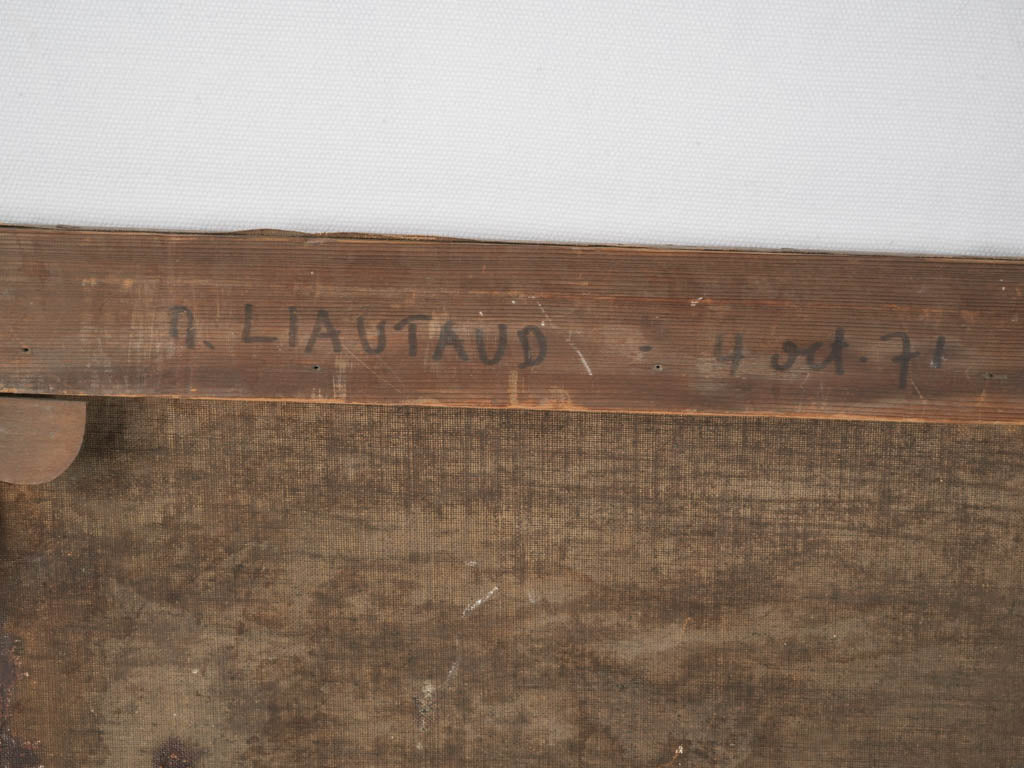 n. LIAUTAUD - 4 oct. 71